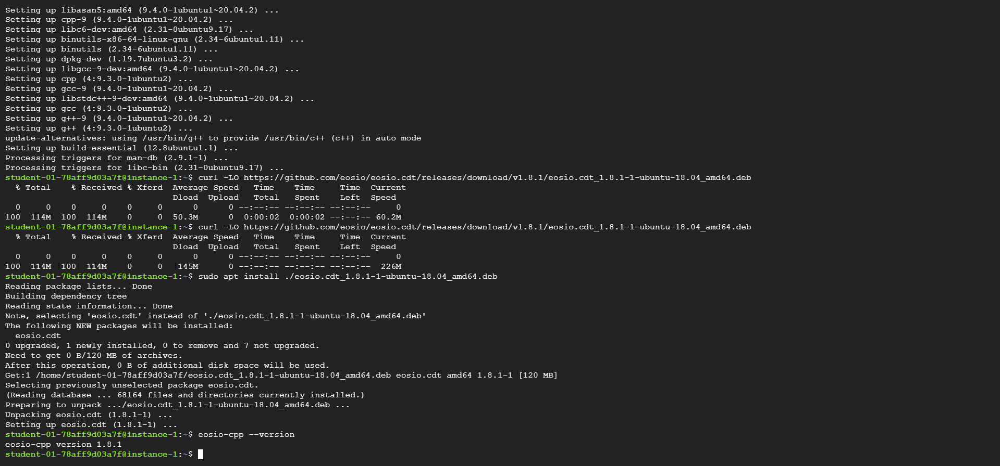 Setting up libasan5:amd64 (9.4.0-1ubuntu1~20.04.2) ...
Setting up cpp-9 (9.4.0-1ubuntu1~20.04.2) ...
Setting up libc6-dev:amd64 (2.31-0ubuntu9.17) ...
Setting up binutils-x86-64-linux-gnu (2.34-6ubuntu1.11) ...
Setting up binutils (2.34-6ubuntu1.11) ...
Setting up dpkg-dev (1.19.7ubuntu3.2) ...
Setting up libgcc-9-dev:amd64 (9.4.0-1ubuntu1~20.04.2) ...
Setting up cpp (4:9.3.0-1ubuntu2) ...
Setting up gcc-9 (9.4.0-1ubuntu1~20.04.2) ...
Setting up libstdc++-9-dev:amd64 (9.4.0-1ubuntu1~20.04.2) ...
Setting up gcc (4:9.3.0-1ubuntu2) ...
Setting up g++-9 (9.4.0-1ubuntu1~20.04.2) ...
Setting up g++ (4:9.3.0-1ubuntu2) ...
update-alternatives: using /usr/bin/g++ to provide /usr/bin/c++ (c++) in auto mode
Setting up build-essential (12.8ubuntu1.1) ...
Processing triggers for man-db (2.9.1-1) ...
Processing triggers for libc-bin (2.31-0ubuntu9.17) ...
student-01-78aff9d03a7f@instance-1:~$ curl -LO https://github.com/eosio/eosio.cdt/releases/download/v1.8.1/eosio.cdt_1.8.1-1-ubuntu-18.04_amd64.deb
  % Total    % Received % Xferd  Average Speed   Time    Time     Time  Current
                                 Dload  Upload   Total   Spent    Left  Speed
  0     0    0     0    0     0      0      0 --:--:-- --:--:-- --:--:--     0
100  114M  100  114M    0     0  50.3M      0  0:00:02  0:00:02 --:--:-- 60.2M
student-01-78aff9d03a7f@instance-1:~$ curl -LO https://github.com/eosio/eosio.cdt/releases/download/v1.8.1/eosio.cdt_1.8.1-1-ubuntu-18.04_amd64.deb
  % Total    % Received % Xferd  Average Speed   Time    Time     Time  Current
                                 Dload  Upload   Total   Spent    Left  Speed
  0     0    0     0    0     0      0      0 --:--:-- --:--:-- --:--:--     0
100  114M  100  114M    0     0   145M      0 --:--:-- --:--:-- --:--:--  226M
student-01-78aff9d03a7f@instance-1:~$ sudo apt install ./eosio.cdt_1.8.1-1-ubuntu-18.04_amd64.deb
Reading package lists... Done
Building dependency tree
Reading state information... Done
Note, selecting 'eosio.cdt' instead of './eosio.cdt_1.8.1-1-ubuntu-18.04_amd64.deb'
The following NEW packages will be installed:
  eosio.cdt
0 upgraded, 1 newly installed, 0 to remove and 7 not upgraded.
Need to get 0 B/120 MB of archives.
After this operation, 0 B of additional disk space will be used.
Get:1 /home/student-01-78aff9d03a7f/eosio.cdt_1.8.1-1-ubuntu-18.04_amd64.deb eosio.cdt amd64 1.8.1-1 [120 MB]
Selecting previously unselected package eosio.cdt.
(Reading database ... 68164 files and directories currently installed.)
Preparing to unpack .../eosio.cdt_1.8.1-1-ubuntu-18.04_amd64.deb ...
Unpacking eosio.cdt (1.8.1-1) ...
Setting up eosio.cdt (1.8.1-1) ...
student-01-78aff9d03a7f@instance-1:~$ eosio-cpp --version
eosio-cpp version 1.8.1
student-01-78aff9d03a7f@instance-1:~$